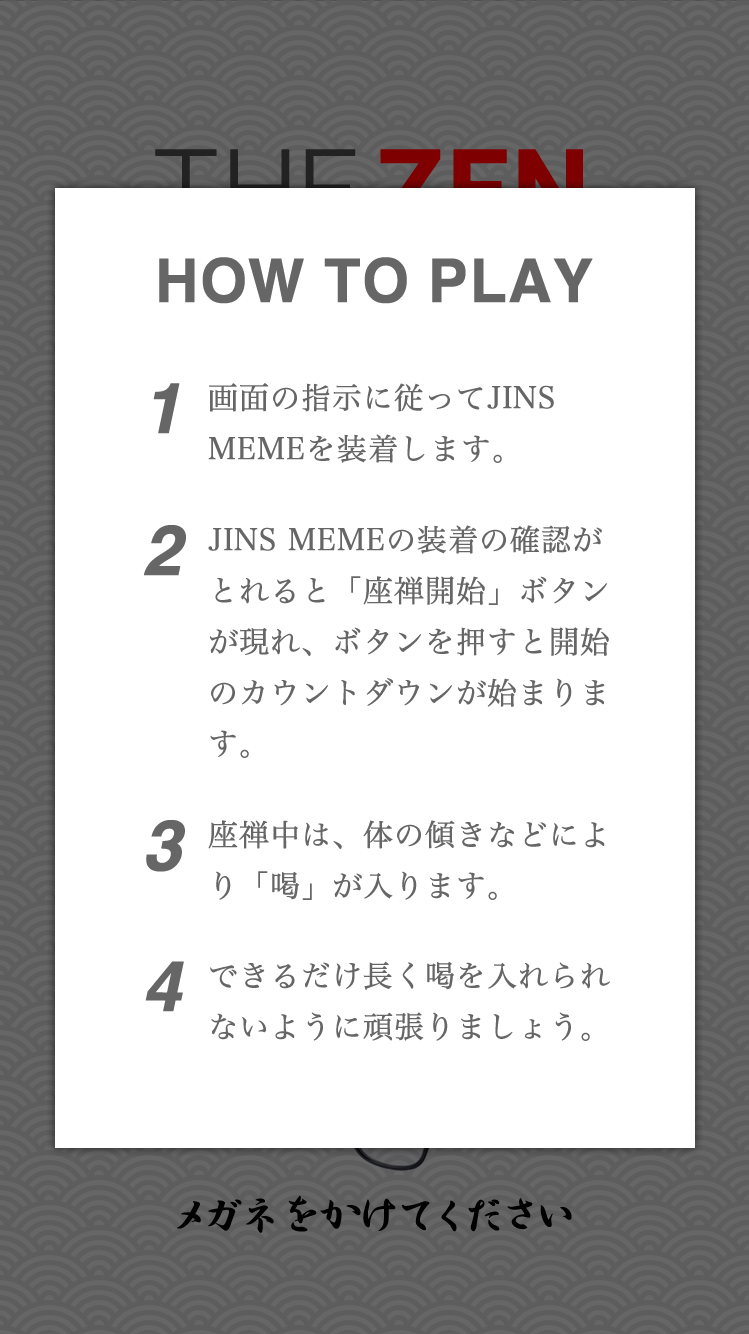 THE ZEN
HOW TO PLAY
1 画面の指示に従ってJINS
MEMEを装着します。
2 JINS MEMEの装着の確認が
とれると「座禅開始」ボタン
が現れ、ボタンを押すと開始
のカウントダウンが始まりま
す。
3 座禅中は、体の傾きなどによ
り「喝」が入ります。
4 できるだけ長く喝を入れられ
ないように頑張りましょう。
メガネをかけてください